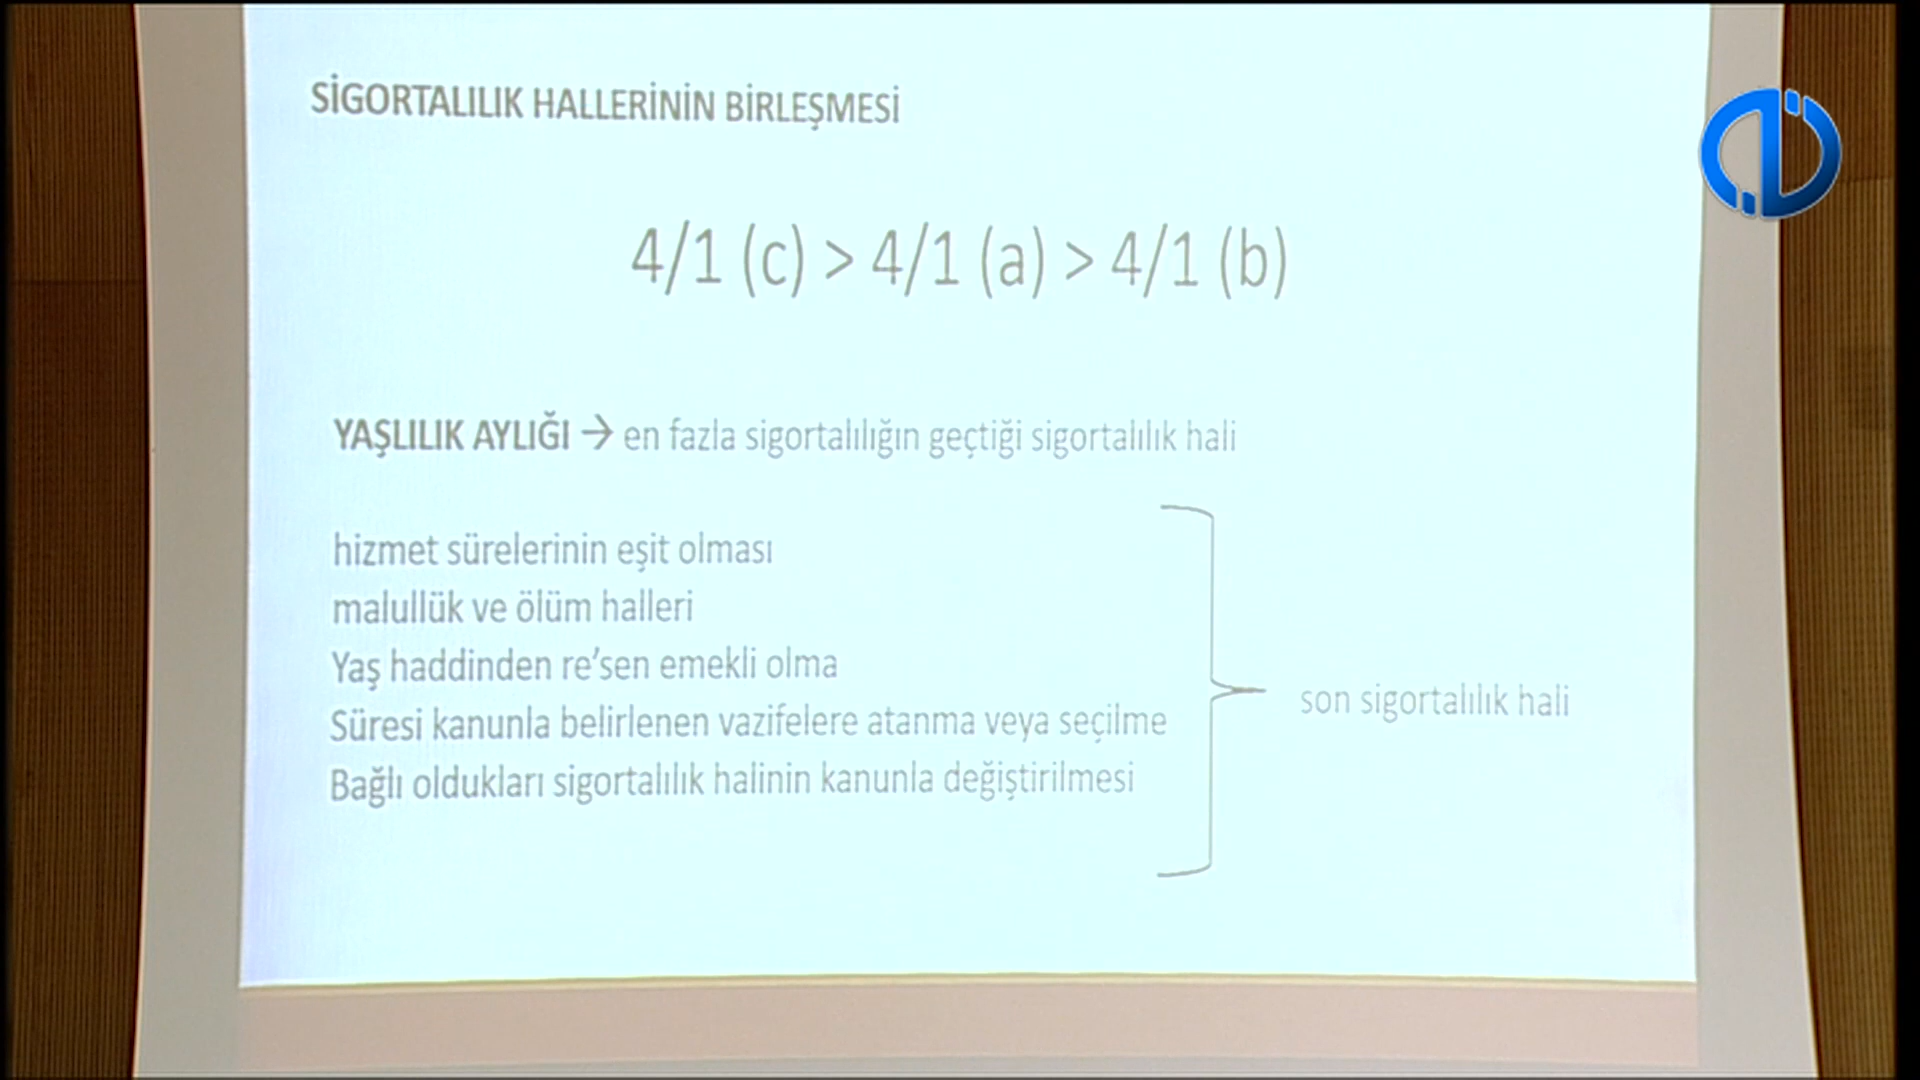 SİGORTALILIK HALLERİNİN BİRLEŞMESİ
4/1 (c) > 4/1 (a) > 4/1 (b)
YAŞLILIK AYLIĞI → en fazla sigortalılığın geçtiği sigortalılık hali
hizmet sürelerinin eşit olması
malullük ve ölüm halleri
Yaş haddinden re'sen emekli olma
Süresi kanunla belirlenen vazifelere atanma veya seçilme
Bağlı oldukları sigortalılık halinin kanunla değiştirilmesi
son sigortalılık hali